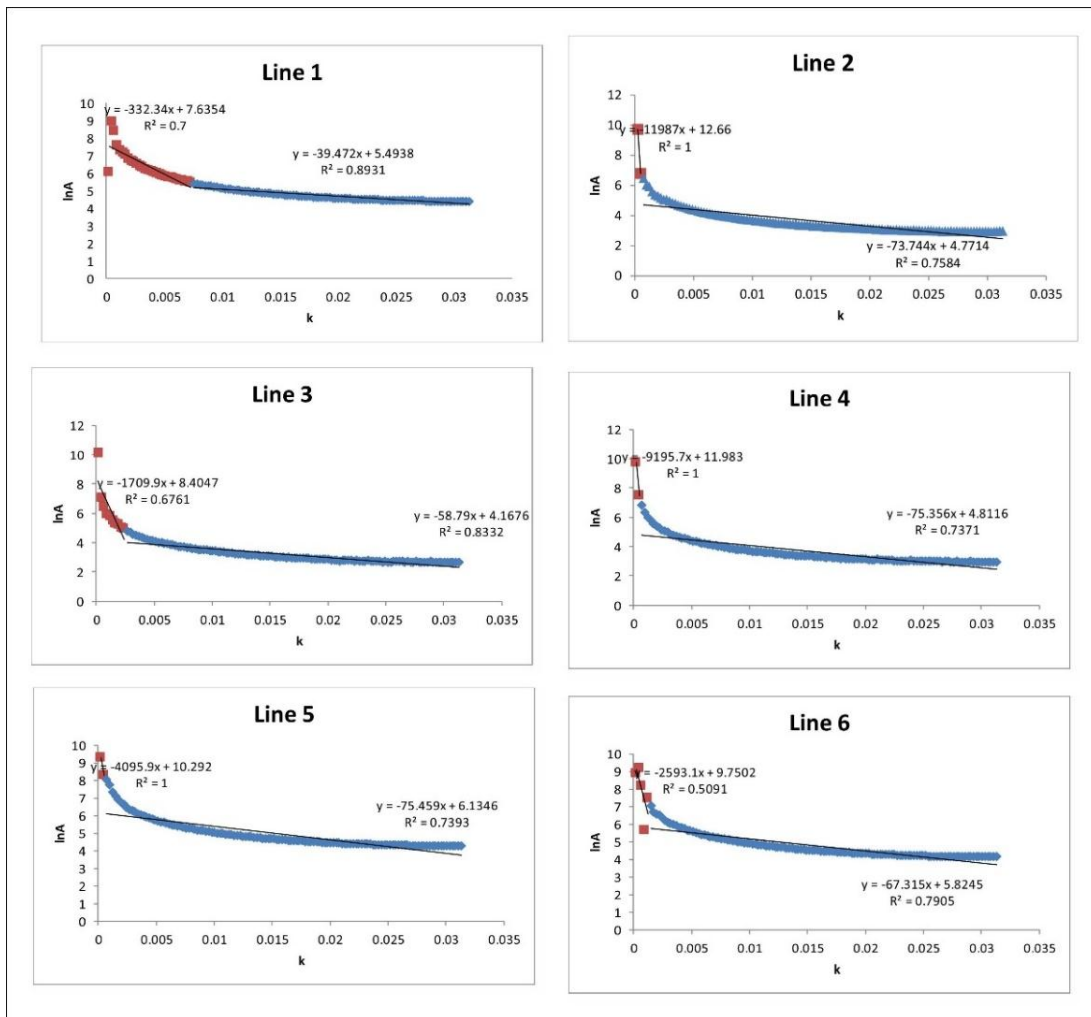 Line 1
y = -332.34x + 7.6354
R² = 0.7
y = -39.472x + 5.4938
R² = 0.8931
lnA
10
9
8
7
6
5
4
3
2
1
0
0 0.005 0.01 0.015 0.02 0.025 0.03 0.035
k
Line 2
y = -11987x + 12.66
R² = 1
y = -73.744x + 4.7714
R² = 0.7584
lnA
12
10
8
6
4
2
0
0 0.005 0.01 0.015 0.02 0.025 0.03 0.035
k
Line 3
y = -1709.9x + 8.4047
R² = 0.6761
y = -58.79x + 4.1676
R² = 0.8332
lnA
12
10
8
6
4
2
0
0 0.005 0.01 0.015 0.02 0.025 0.03 0.035
k
Line 4
y = -9195.7x + 11.983
R² = 1
y = -75.356x + 4.8116
R² = 0.7371
lnA
12
10
8
6
4
2
0
0 0.005 0.01 0.015 0.02 0.025 0.03 0.035
k
Line 5
y = -4095.9x + 10.292
R² = 1
y = -75.459x + 6.1346
R² = 0.7393
lnA
10
9
8
7
6
5
4
3
2
1
0
0 0.005 0.01 0.015 0.02 0.025 0.03 0.035
k
Line 6
y = -2593.1x + 9.7502
R² = 0.5091
y = -67.315x + 5.8245
R² = 0.7905
lnA
10
9
8
7
6
5
4
3
2
1
0
0 0.005 0.01 0.015 0.02 0.025 0.03 0.035
k